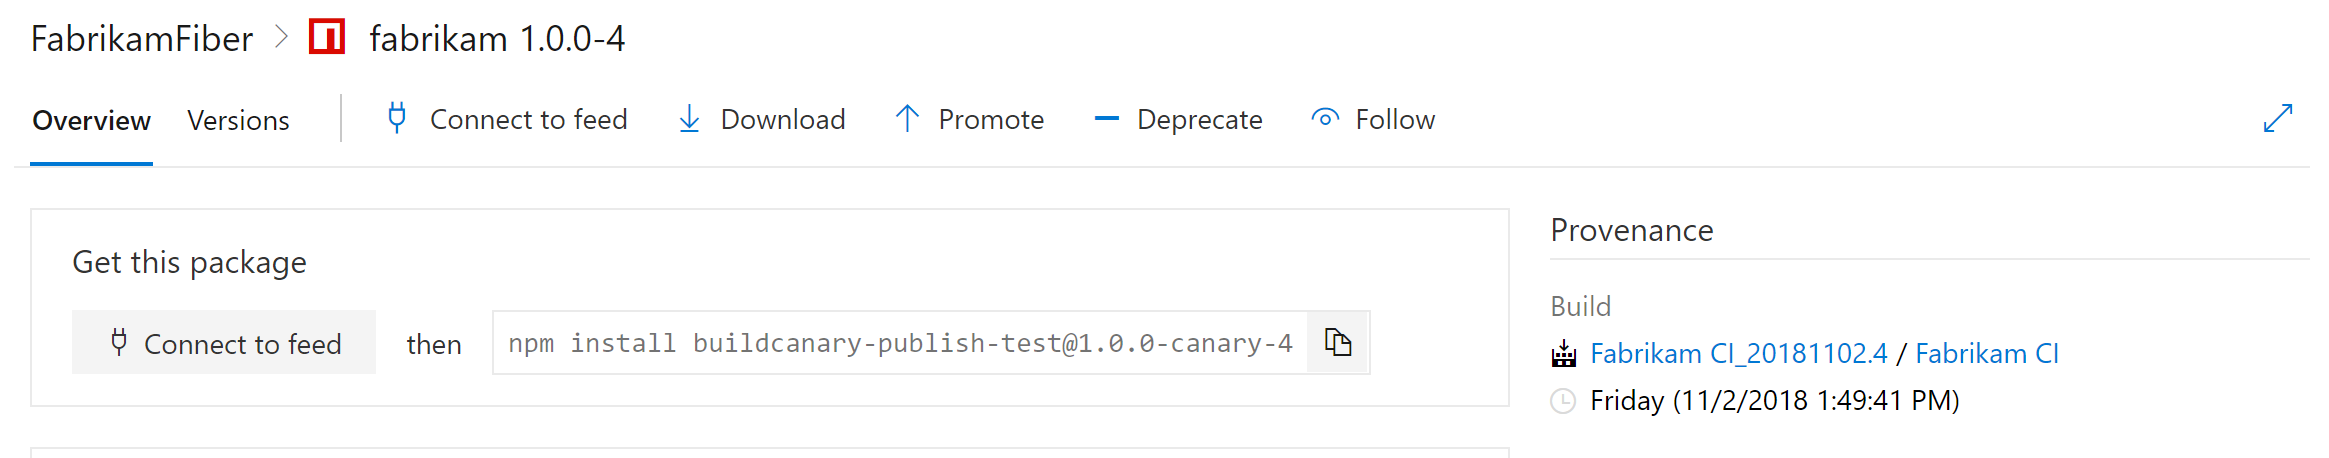 FabrikamFiber fabrikam 1.0.0-4
Overview Versions Connect to feed Download Promote Deprecate Follow
Get this package
Connect to feed then npm install buildcanary-publish-test@1.0.0-canary-4
Provenance
Build
Fabrikam CI_20181102.4 / Fabrikam CI
Friday (11/2/2018 1:49:41 PM)